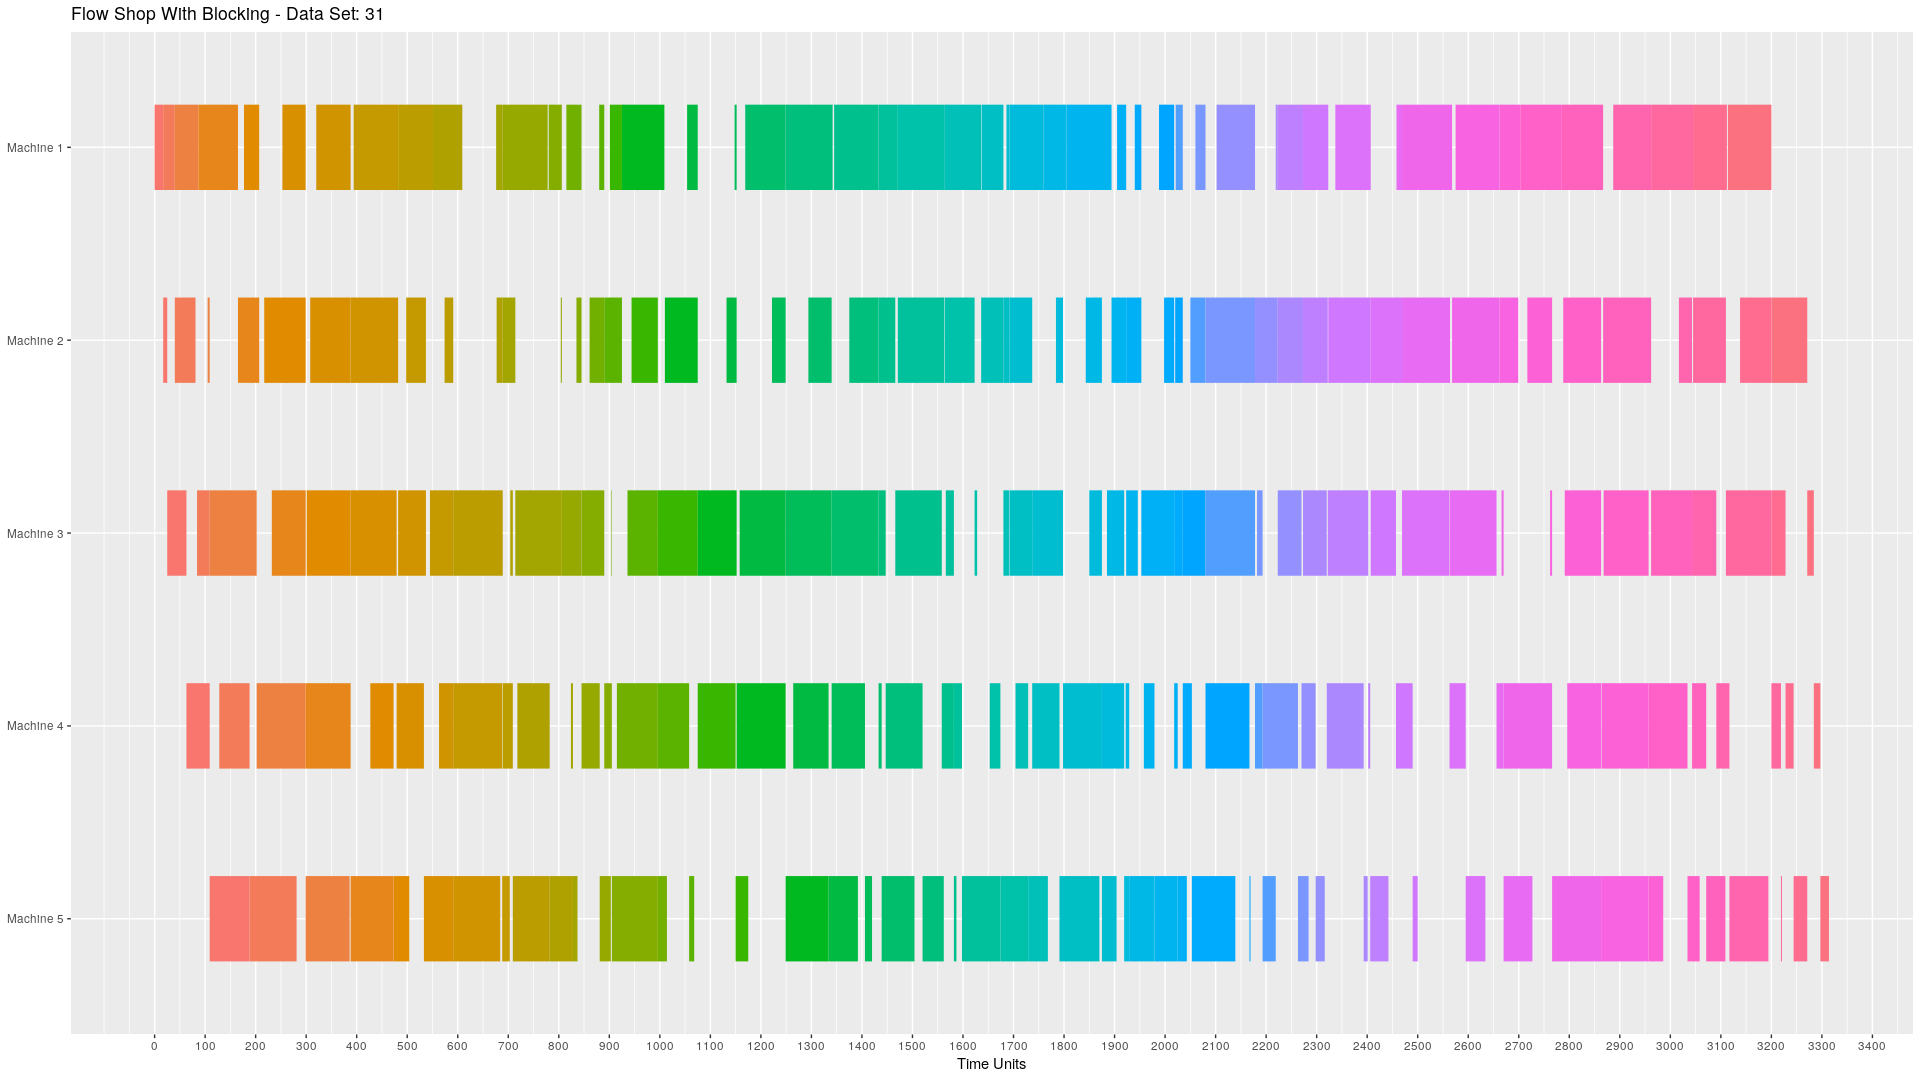 Flow Shop With Blocking - Data Set: 31
Machine 1
Machine 2
Machine 3
Machine 4
Machine 5
0 100 200 300 400 500 600 700 800 900 1000 1100 1200 1300 1400 1500 1600 1700 1800 1900 2000 2100 2200 2300 2400 2500 2600 2700 2800 2900 3000 3100 3200 3300 3400
Time Units